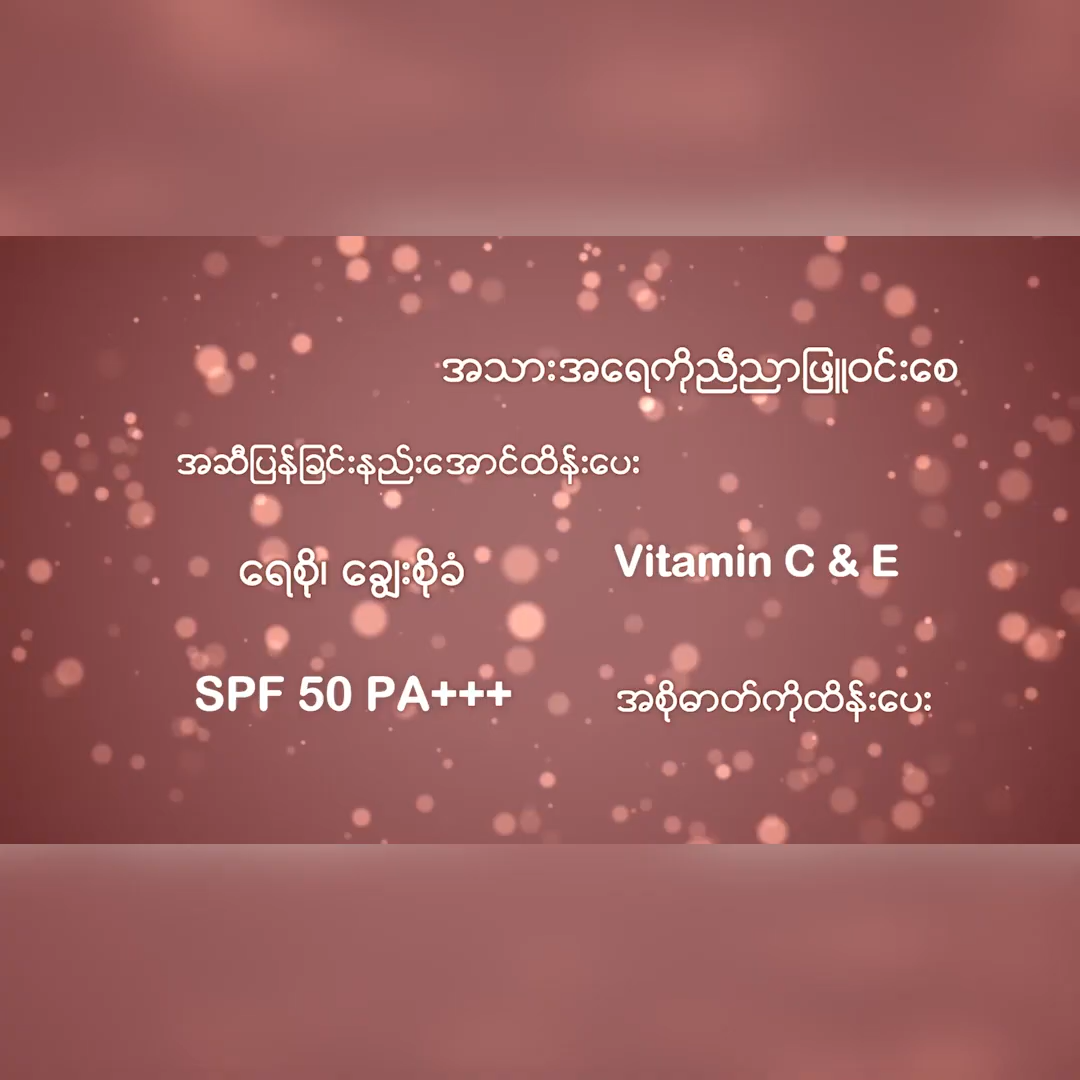 အသားအရေကိုညီညာဖြူဝင်းစေ
အဆီပြန်ခြင်းနည်းအောင်ထိန်းပေး
ရေစို၊ ချွေးစိုခံ
Vitamin C & E
SPF 50 PA+++
အစိုဓာတ်ကိုထိန်းပေး